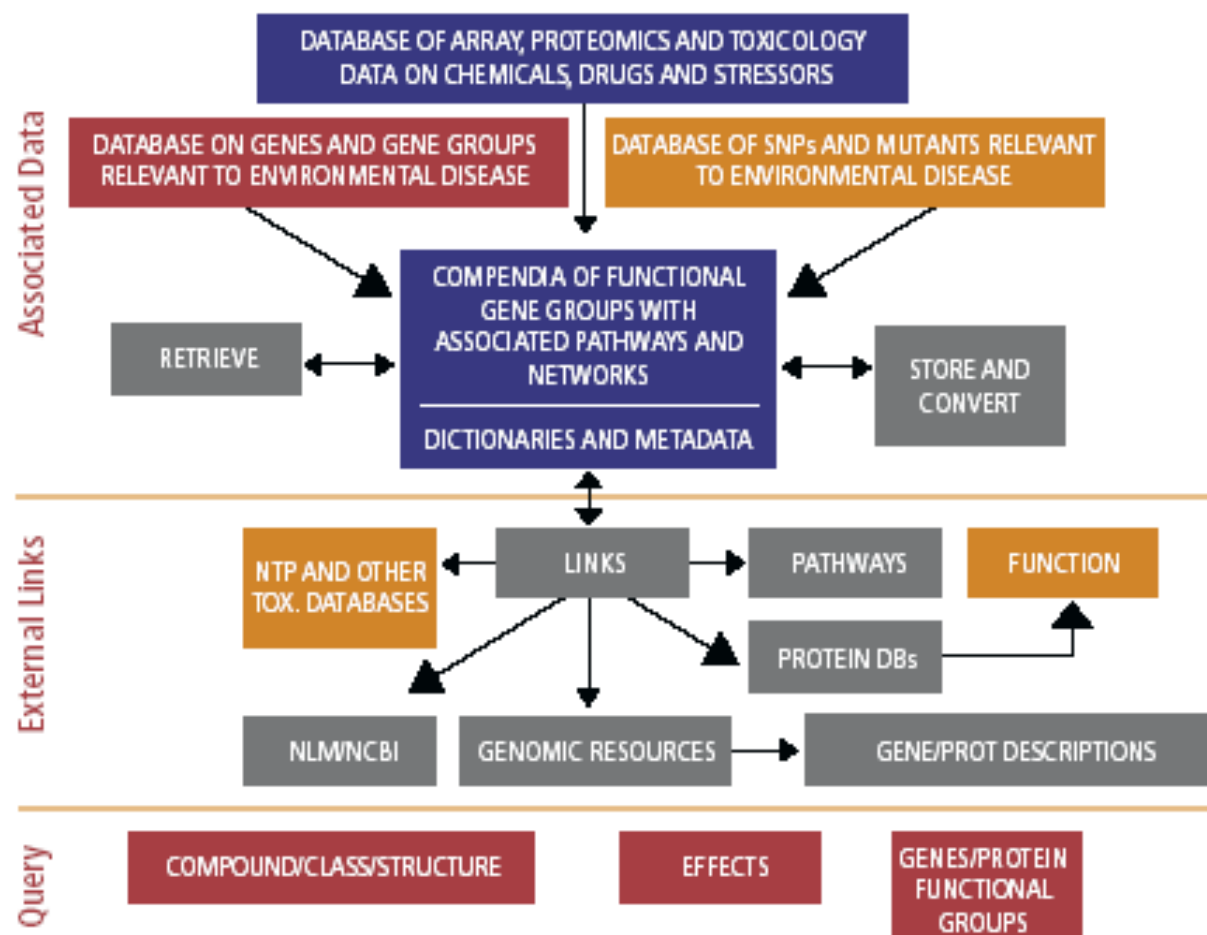 DATABASE OF ARRAY, PROTEOMICS AND TOXICOLOGY
DATA ON CHEMICALS, DRUGS AND STRESSORS
Associated Data
DATABASE ON GENES AND GENE GROUPS
RELEVANT TO ENVIRONMENTAL DISEASE
DATABASE OF SNPs AND MUTANTS RELEVANT
TO ENVIRONMENTAL DISEASE
COMPENDIA OF FUNCTIONAL
GENE GROUPS WITH
ASSOCIATED PATHWAYS AND
NETWORKS
DICTIONARIES AND METADATA
RETRIEVE
STORE AND
CONVERT
External Links
NTP AND OTHER
TOX. DATABASES
LINKS
PATHWAYS
FUNCTION
PROTEIN DBs
NLM/NCBI
GENOMIC RESOURCES
GENE/PROT DESCRIPTIONS
Query
COMPOUND/CLASS/STRUCTURE
EFFECTS
GENES/PROTEIN
FUNCTIONAL
GROUPS